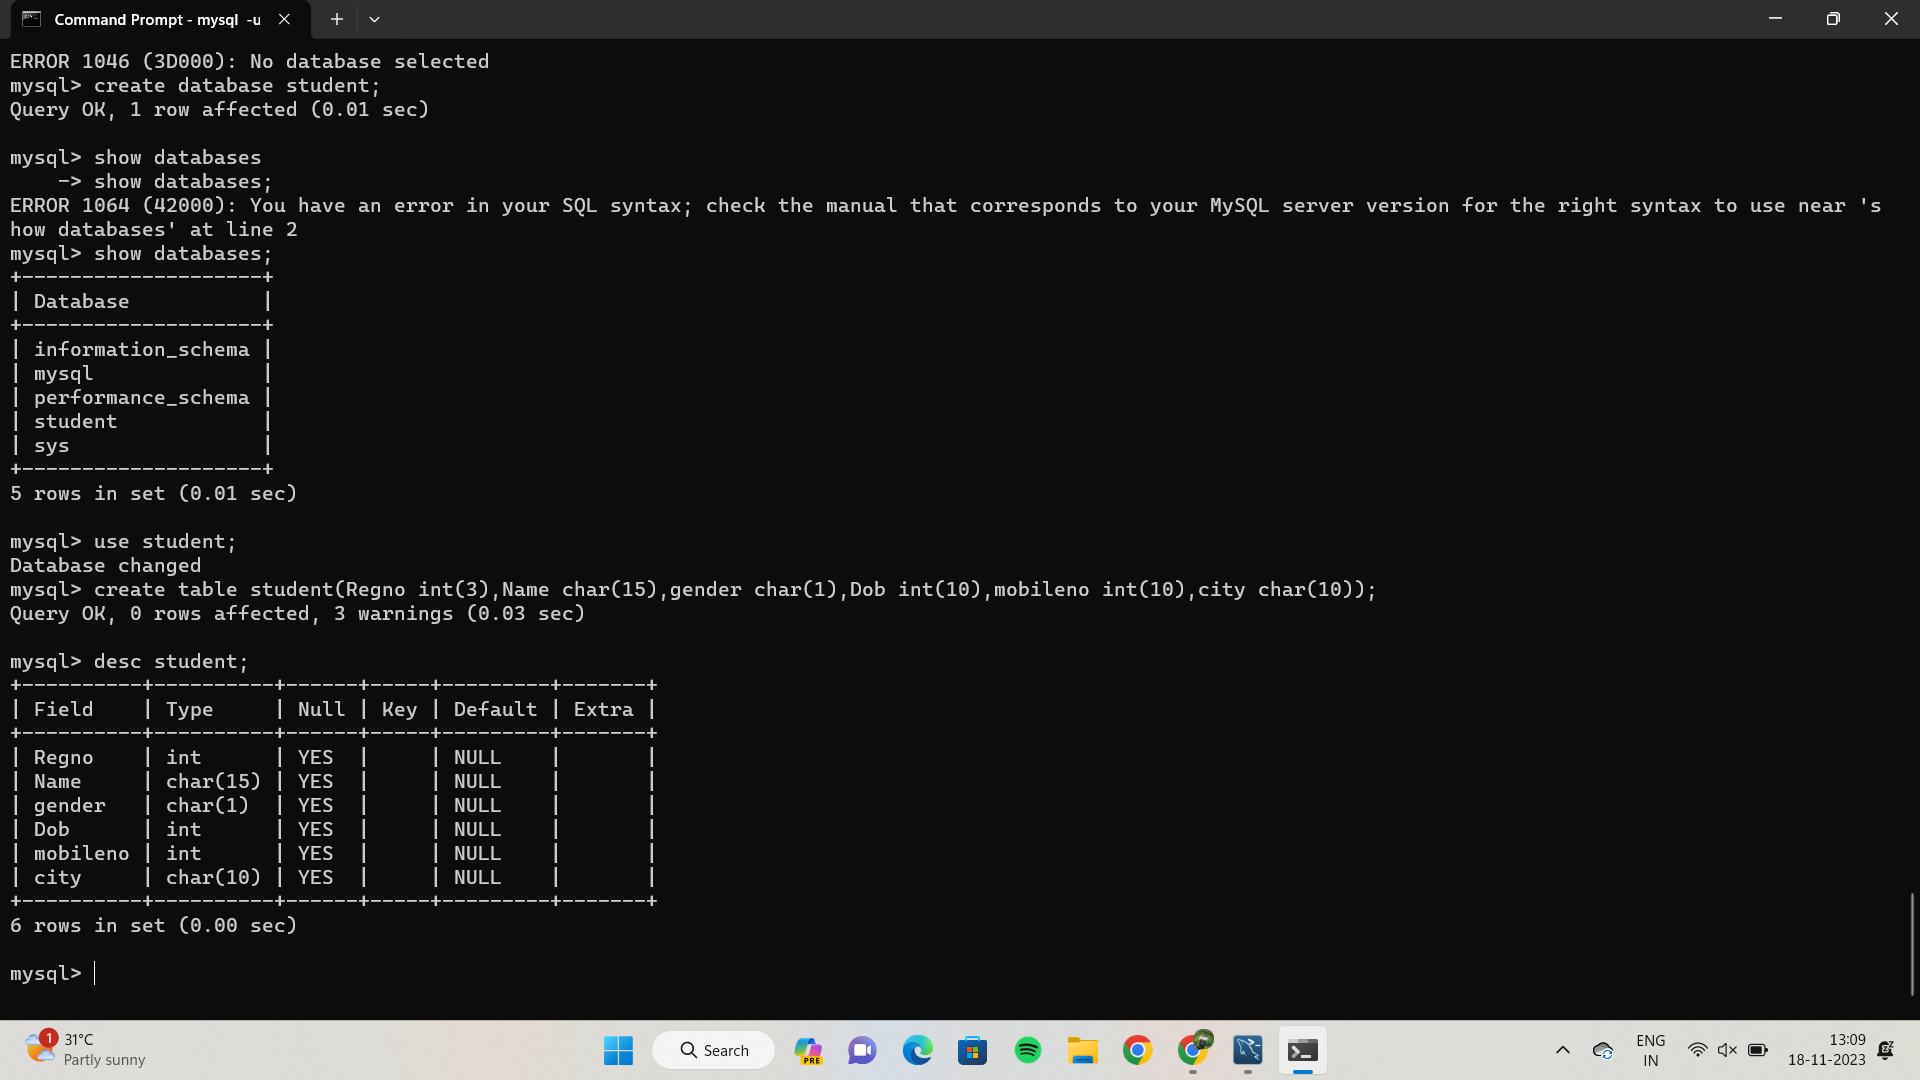 Command Prompt - mysql  -u
ERROR 1046 (3D000): No database selected
mysql> create database student;
Query OK, 1 row affected (0.01 sec)

mysql> show databases
    -> show databases;
ERROR 1064 (42000): You have an error in your SQL syntax; check the manual that corresponds to your MySQL server version for the right syntax to use near 's
how databases' at line 2
mysql> show databases;
+--------------------+
| Database           |
+--------------------+
| information_schema |
| mysql              |
| performance_schema |
| student            |
| sys                |
+--------------------+
5 rows in set (0.01 sec)

mysql> use student;
Database changed
mysql> create table student(Regno int(3),Name char(15),gender char(1),Dob int(10),mobileno int(10),city char(10));
Query OK, 0 rows affected, 3 warnings (0.03 sec)

mysql> desc student;
+----------+----------+------+-----+---------+-------+
| Field    | Type     | Null | Key | Default | Extra |
+----------+----------+------+-----+---------+-------+
| Regno    | int      | YES  |     | NULL    |       |
| Name     | char(15) | YES  |     | NULL    |       |
| gender   | char(1)  | YES  |     | NULL    |       |
| Dob      | int      | YES  |     | NULL    |       |
| mobileno | int      | YES  |     | NULL    |       |
| city     | char(10) | YES  |     | NULL    |       |
+----------+----------+------+-----+---------+-------+
6 rows in set (0.00 sec)

mysql>
1
31°C
Partly sunny
Search
PRE
ENG
IN
13:09
18-11-2023